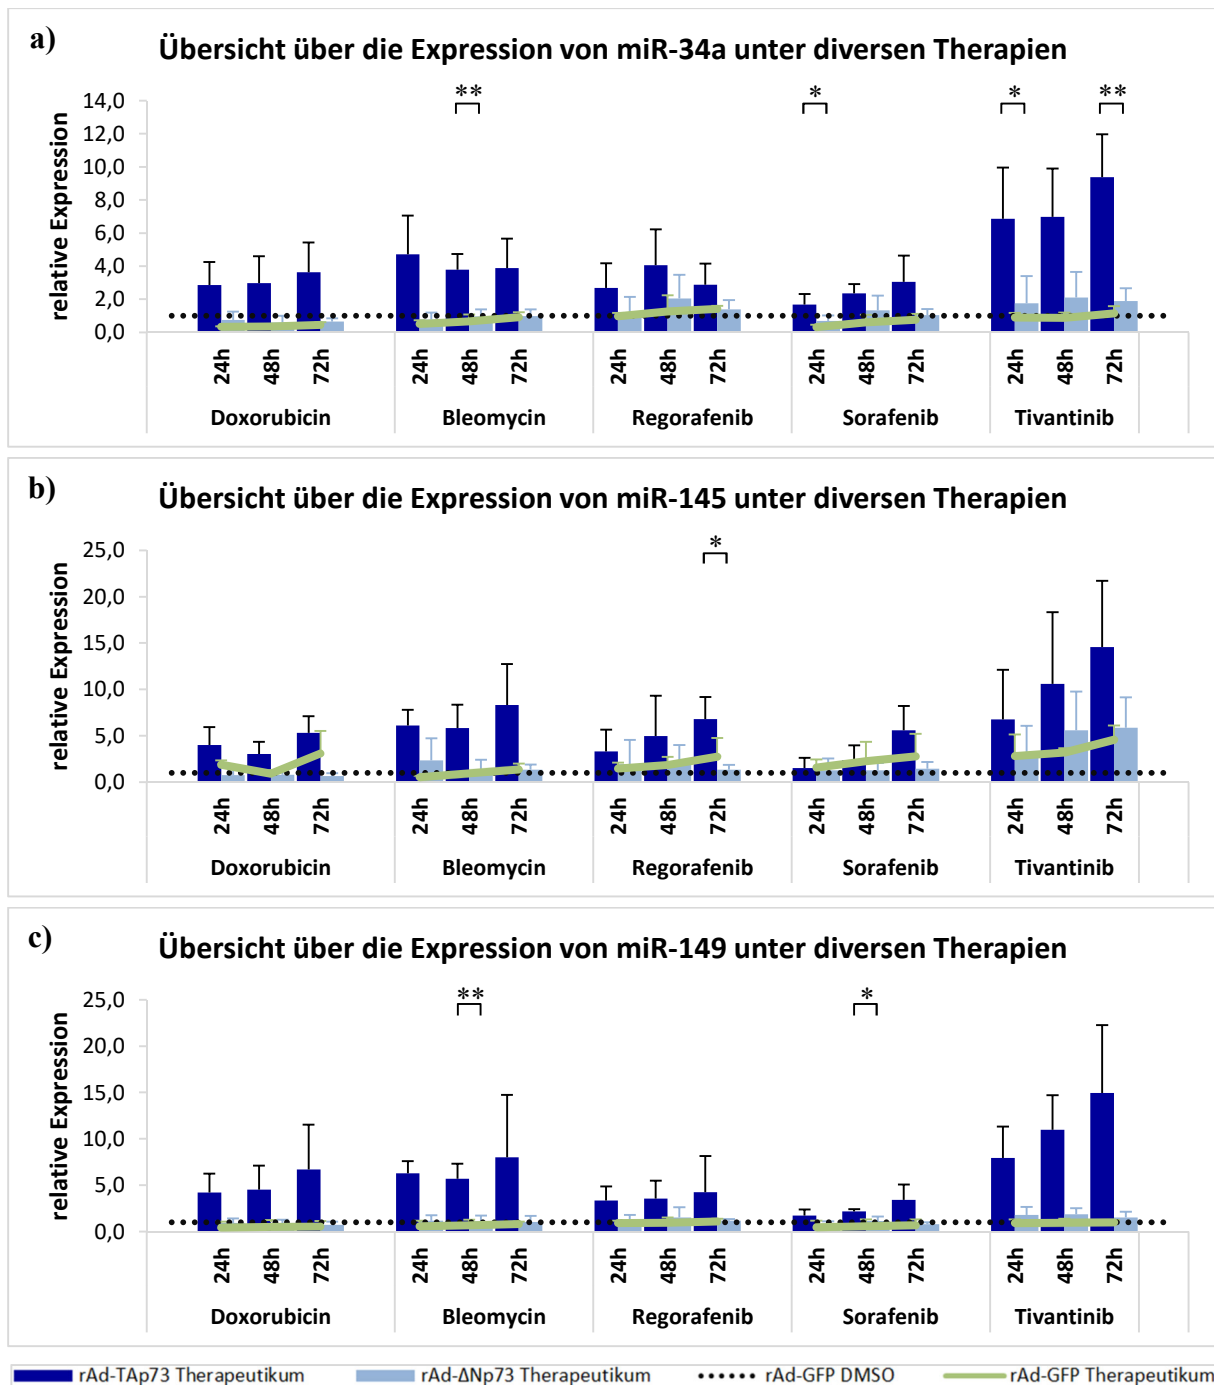 a)
Übersicht über die Expression von miR-34a unter diversen Therapien
relative Expression
14,0
12,0
10,0
8,0
6,0
4,0
2,0
0,0
** * * **
24h 48h 72h 24h 48h 72h 24h 48h 72h 24h 48h 72h 24h 48h 72h
Doxorubicin Bleomycin Regorafenib Sorafenib Tivantinib
b)
Übersicht über die Expression von miR-145 unter diversen Therapien
relative Expression
25,0
20,0
15,0
10,0
5,0
0,0
*
24h 48h 72h 24h 48h 72h 24h 48h 72h 24h 48h 72h 24h 48h 72h
Doxorubicin Bleomycin Regorafenib Sorafenib Tivantinib
c)
Übersicht über die Expression von miR-149 unter diversen Therapien
relative Expression
25,0
20,0
15,0
10,0
5,0
0,0
** *
24h 48h 72h 24h 48h 72h 24h 48h 72h 24h 48h 72h 24h 48h 72h
Doxorubicin Bleomycin Regorafenib Sorafenib Tivantinib
rAd-TAp73 Therapeutikum rAd-ΔNp73 Therapeutikum rAd-GFP DMSO rAd-GFP Therapeutikum